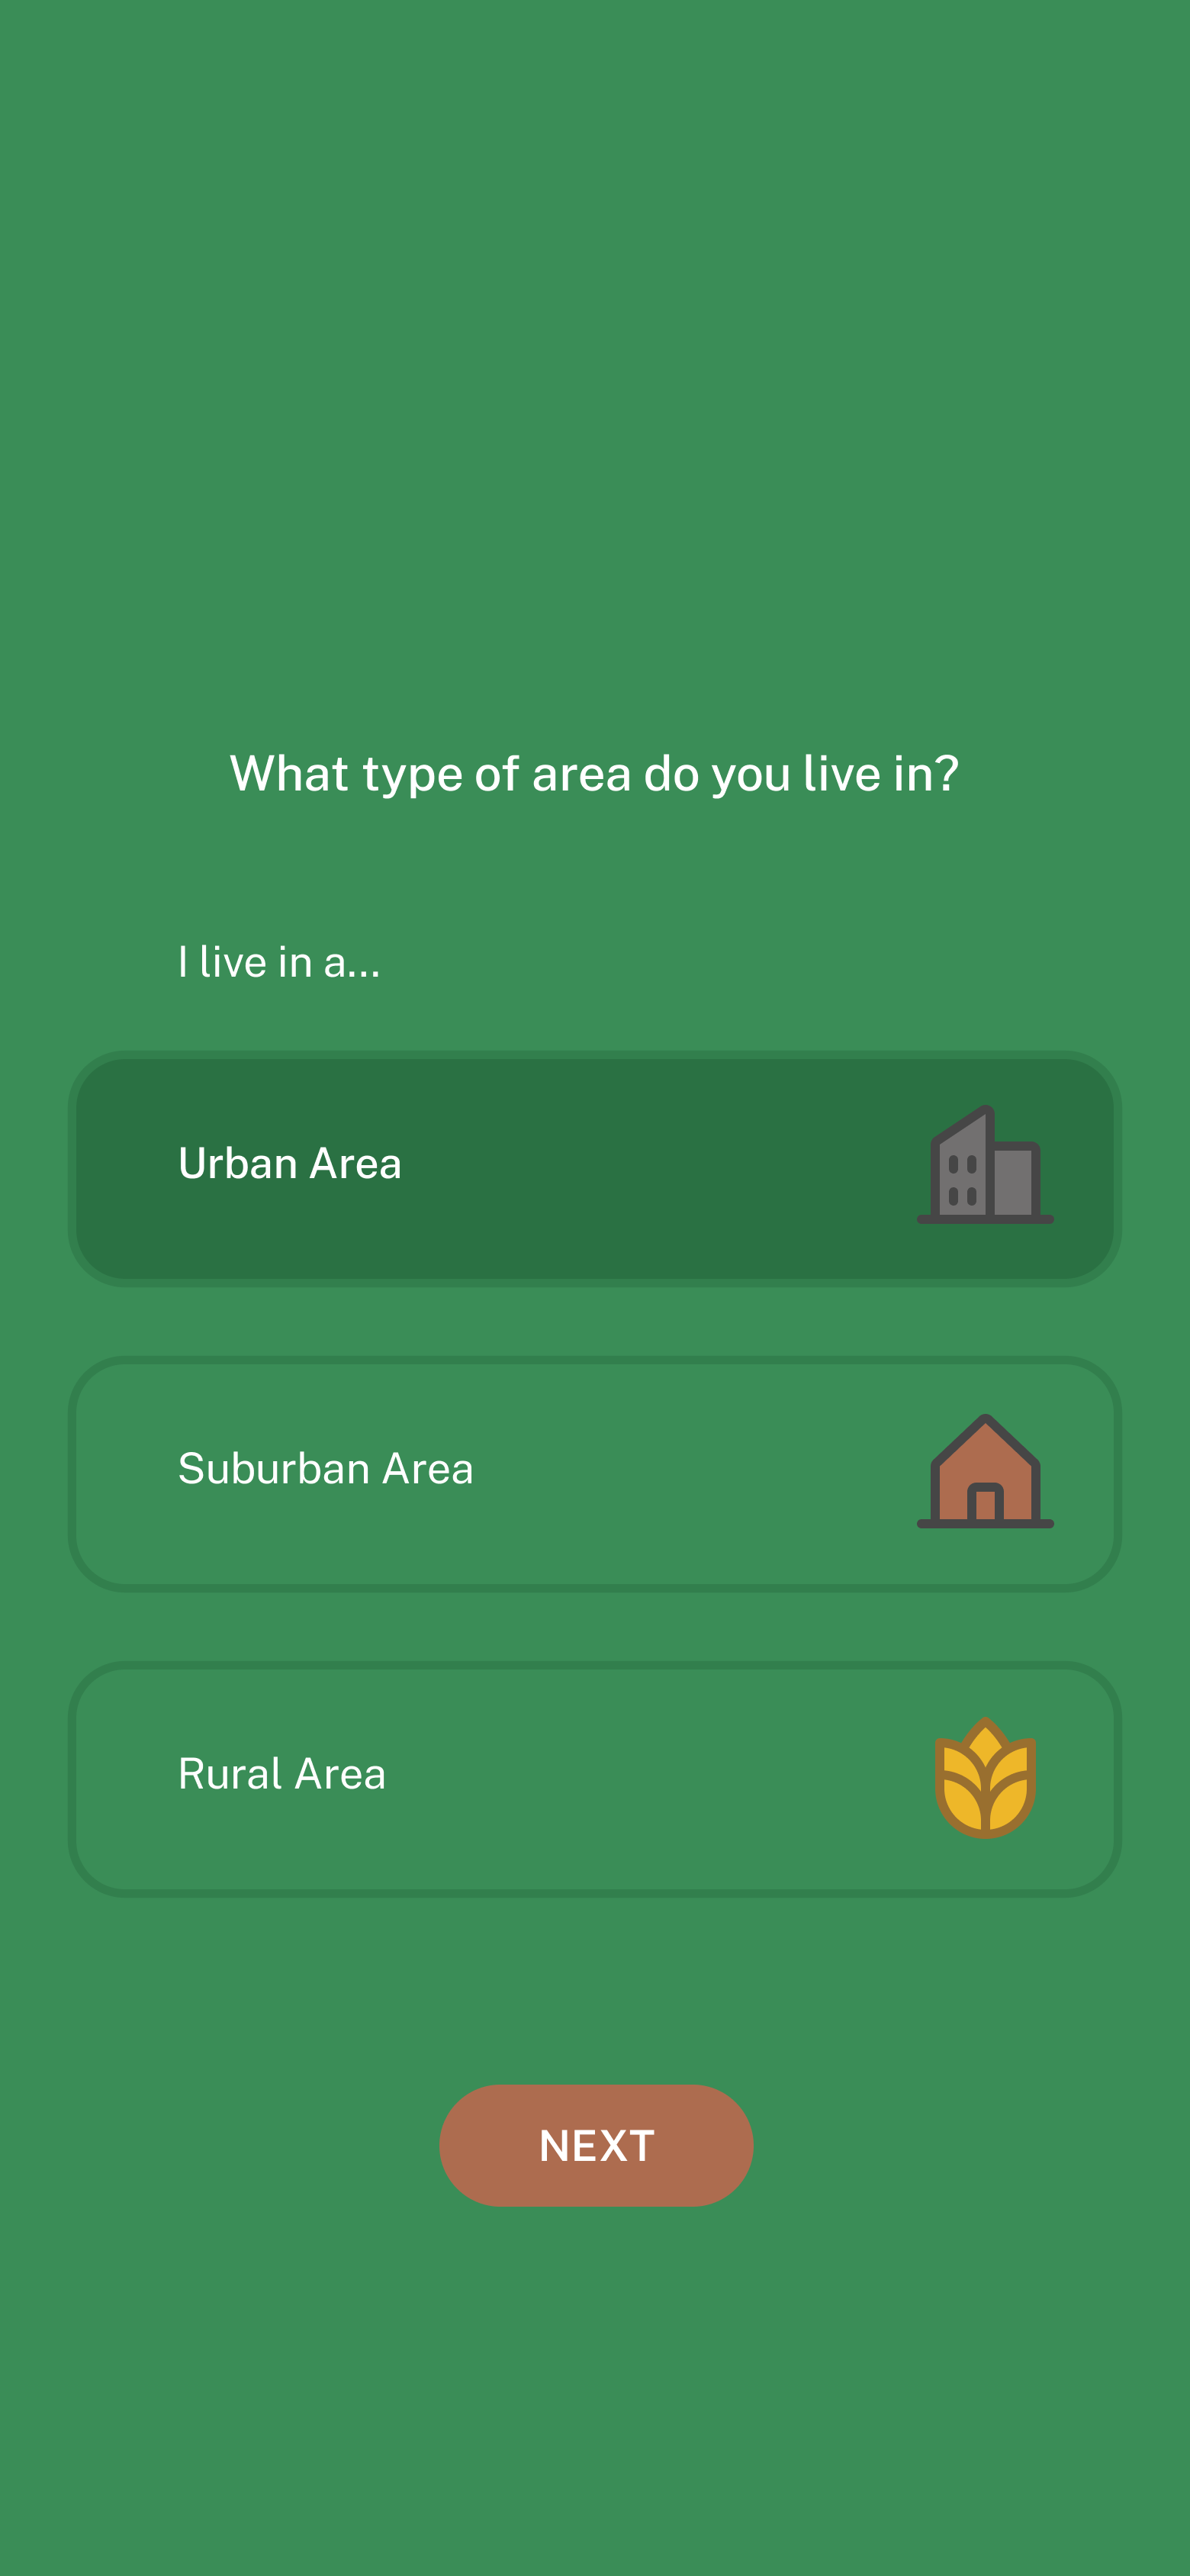 What type of area do you live in?
I live in a...
Urban Area
Suburban Area
Rural Area
NEXT